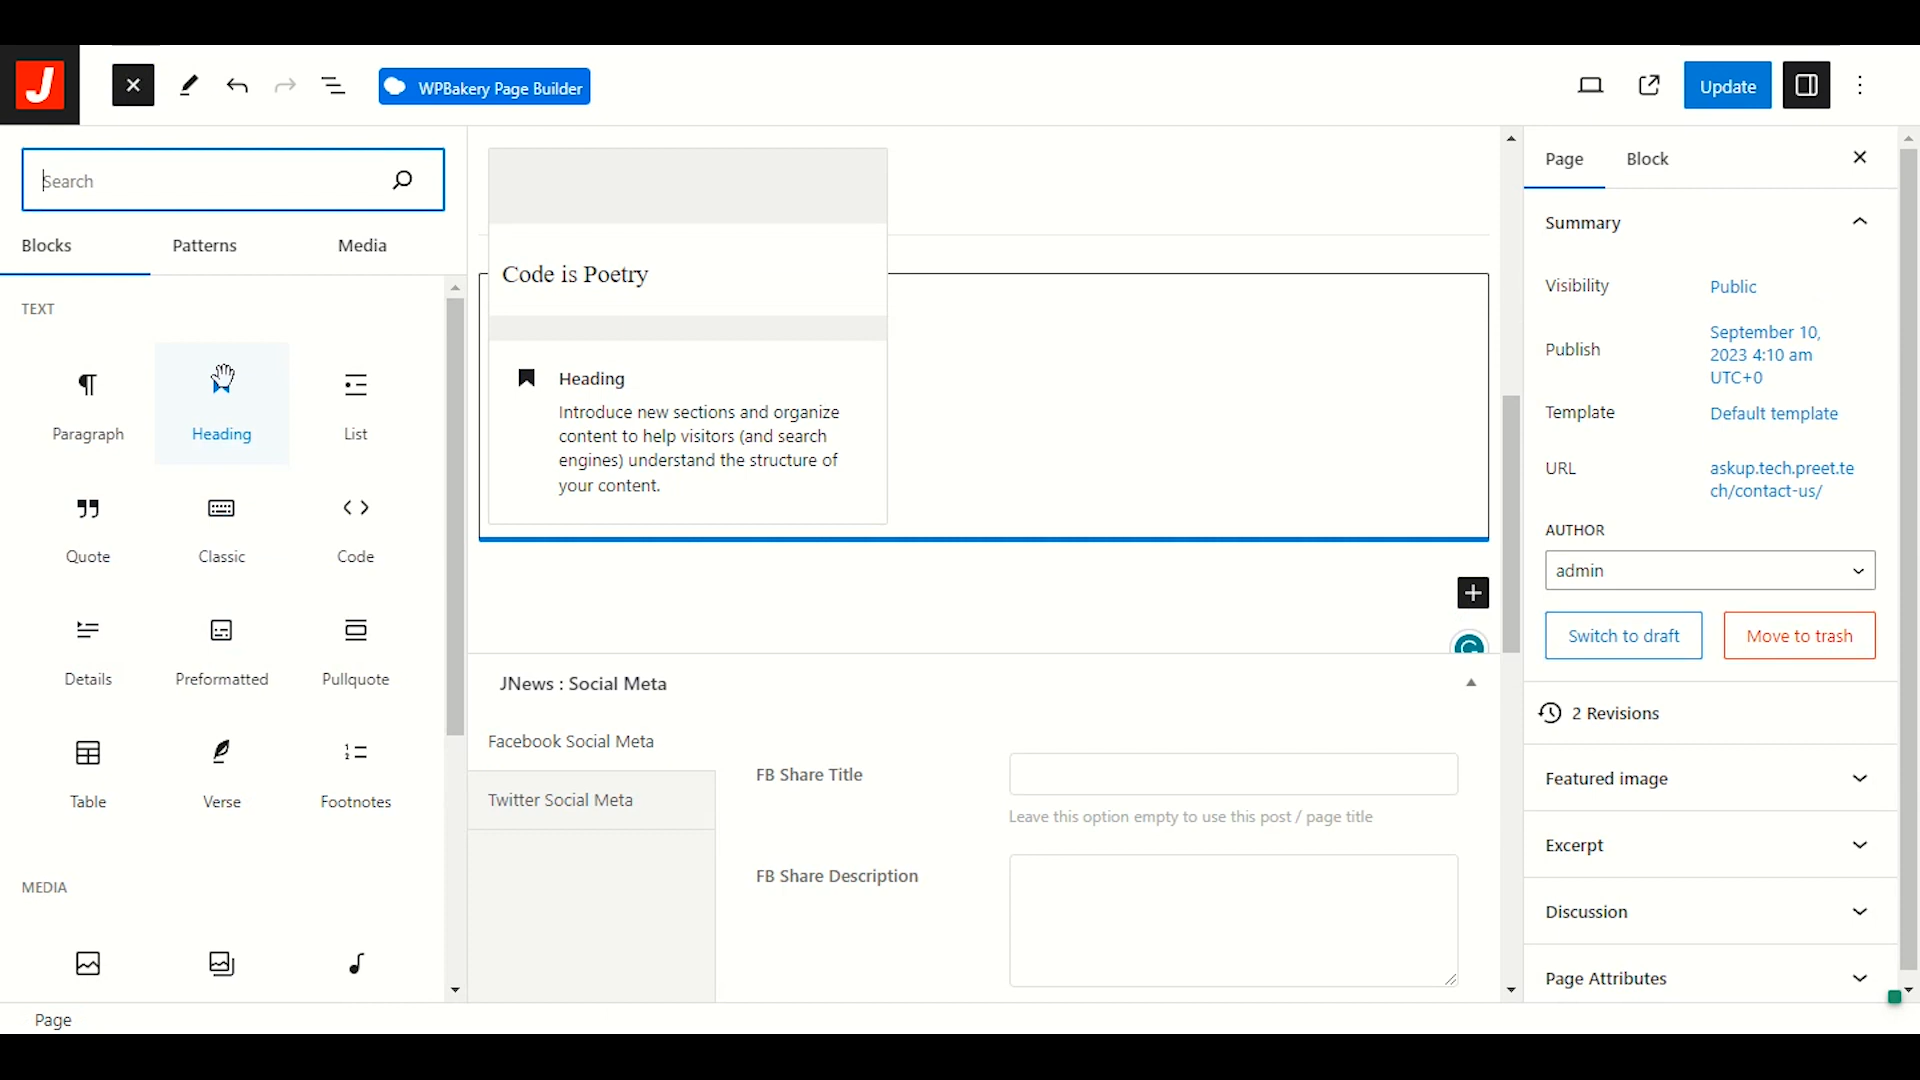 J
WPBakery Page Builder
Update
Search
Blocks
Patterns
Media
TEXT
Paragraph
Heading
List
Quote
Classic
Code
Details
Preformatted
Pullquote
Table
Verse
Footnotes
MEDIA
Code is Poetry
Heading
Introduce new sections and organize
content to help visitors (and search
engines) understand the structure of
your content.
JNews : Social Meta
Facebook Social Meta
Twitter Social Meta
FB Share Title
Leave this option empty to use this post / page title
FB Share Description
Page
Block
Summary
Visibility
Public
Publish
September 10,
2023 4:10 am
UTC+0
Template
Default template
URL
askup.tech.preet.te
ch/contact-us/
AUTHOR
admin
Switch to draft
Move to trash
2 Revisions
Featured image
Excerpt
Discussion
Page Attributes
Page